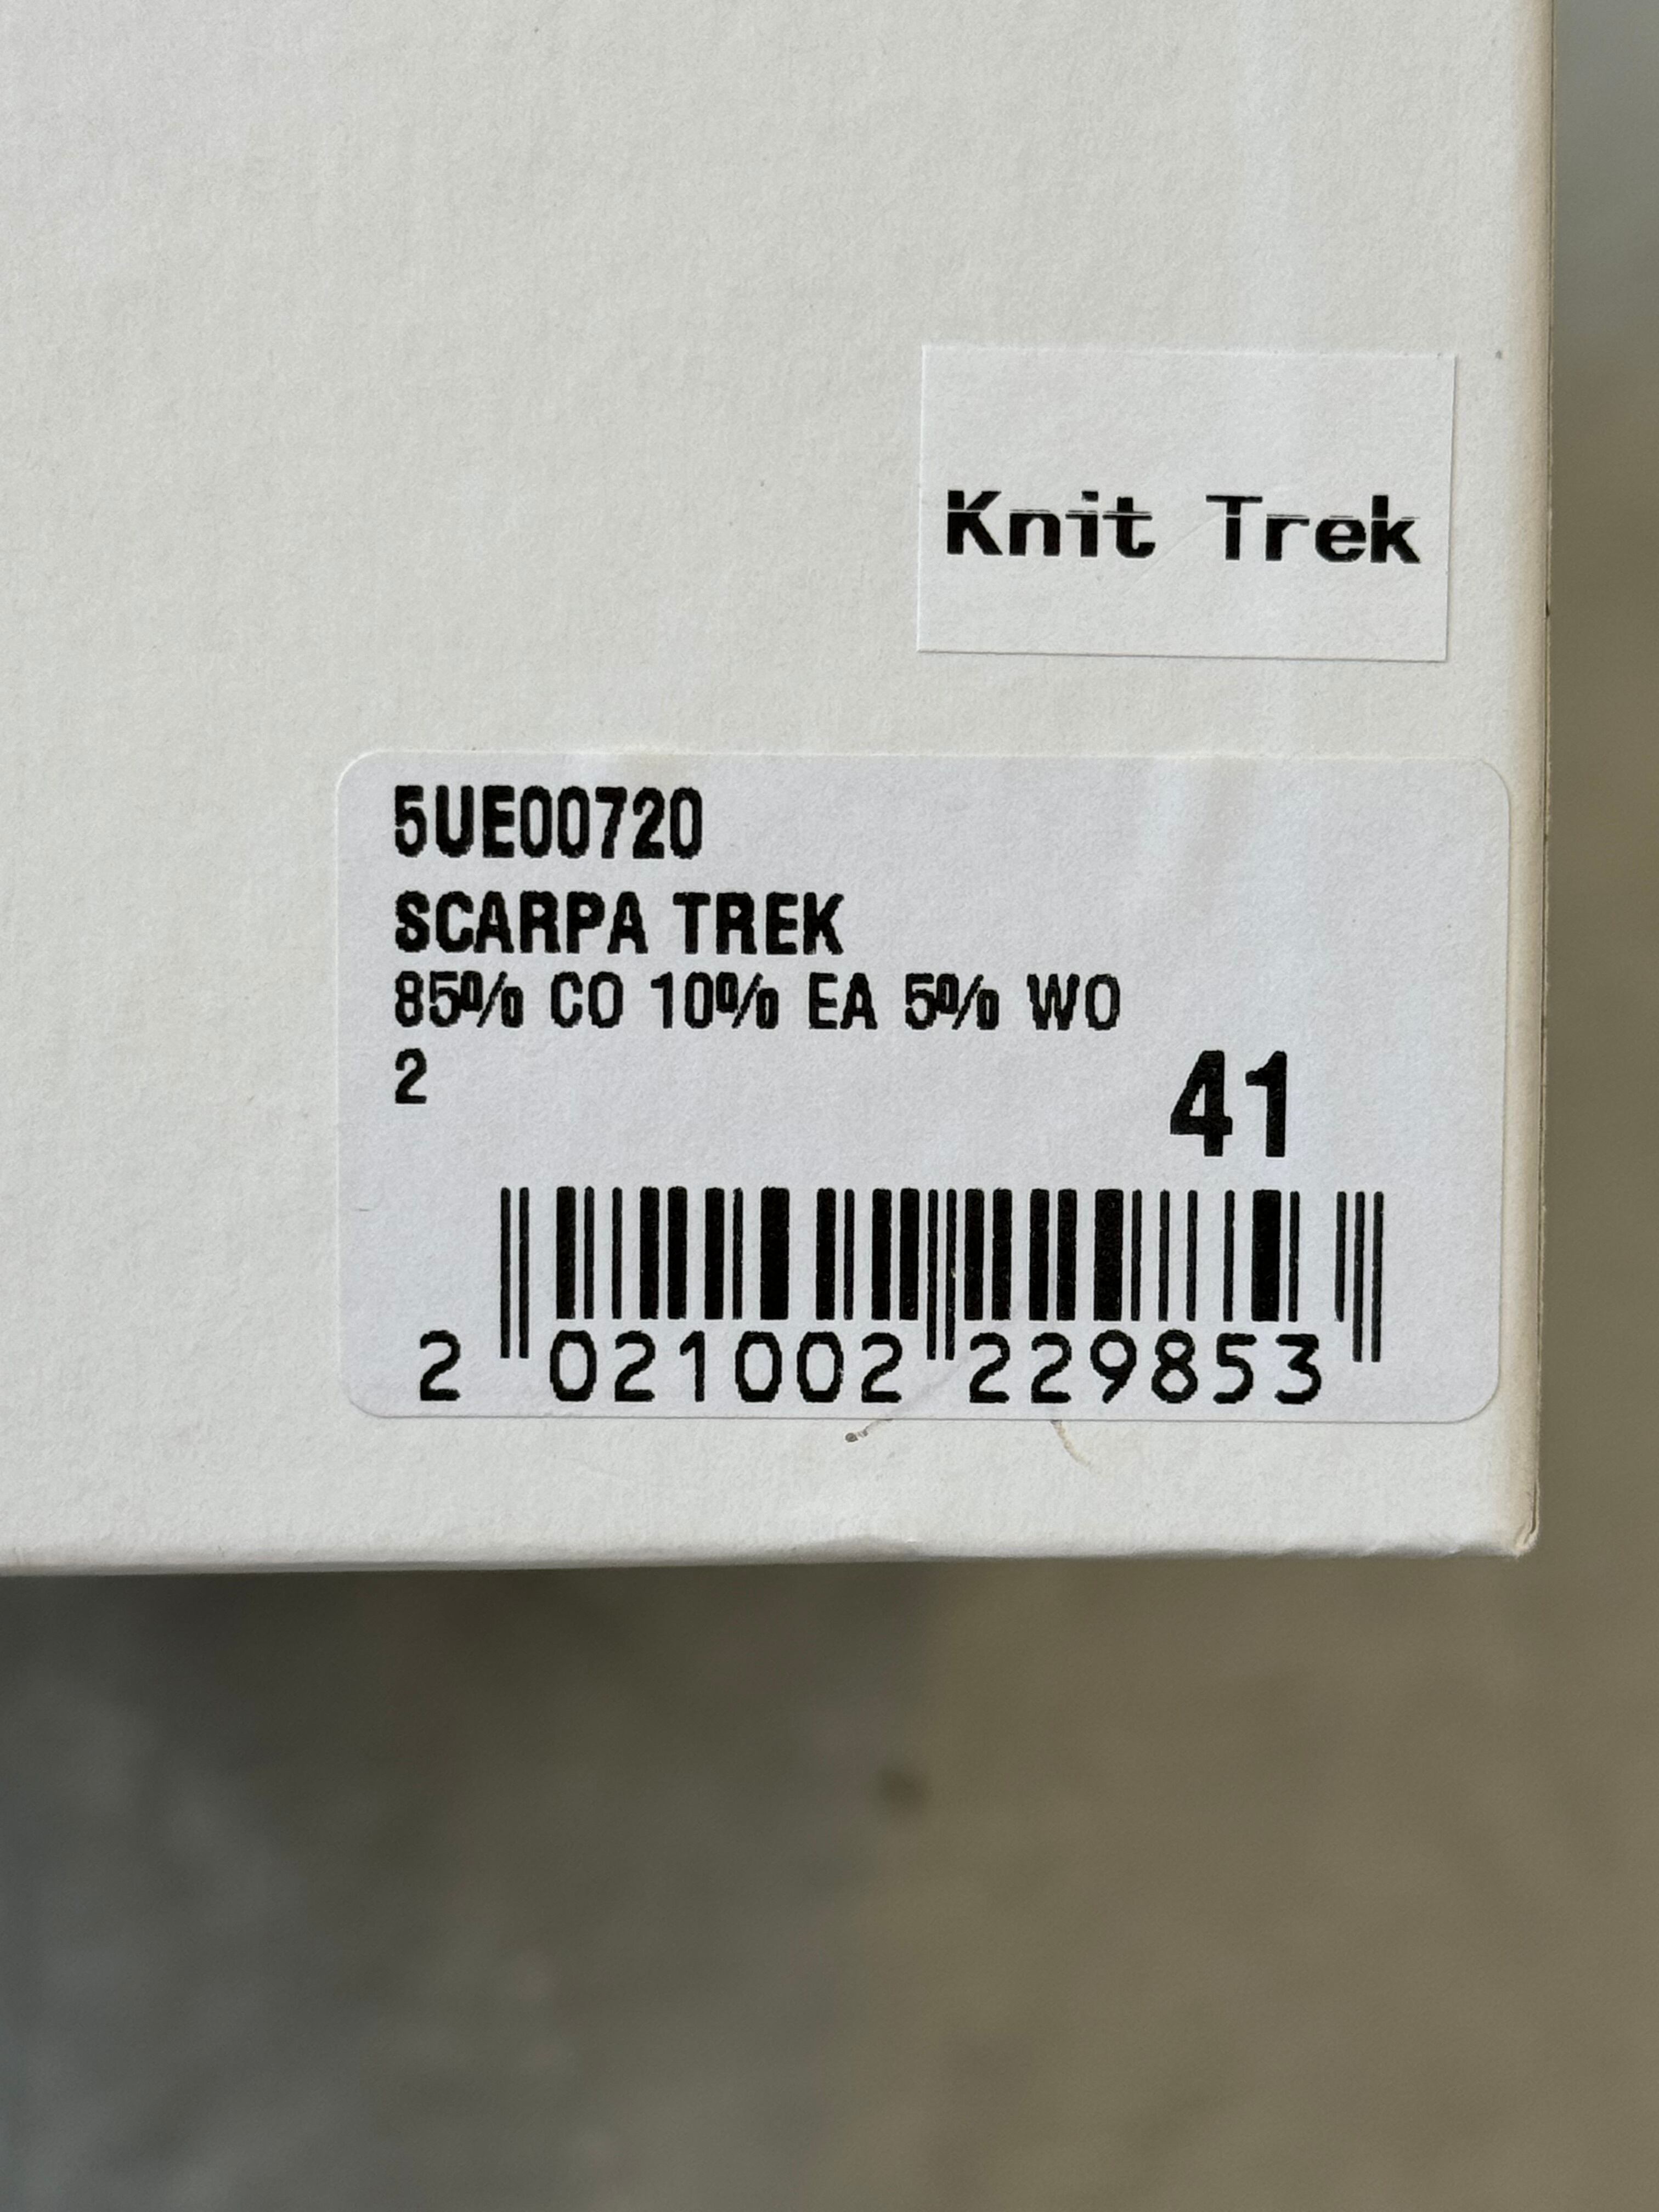 Knit Trek
5UE00720
SCARPA TREK
85% CO 10% EA 5% WO
2
41
2 021002 229853